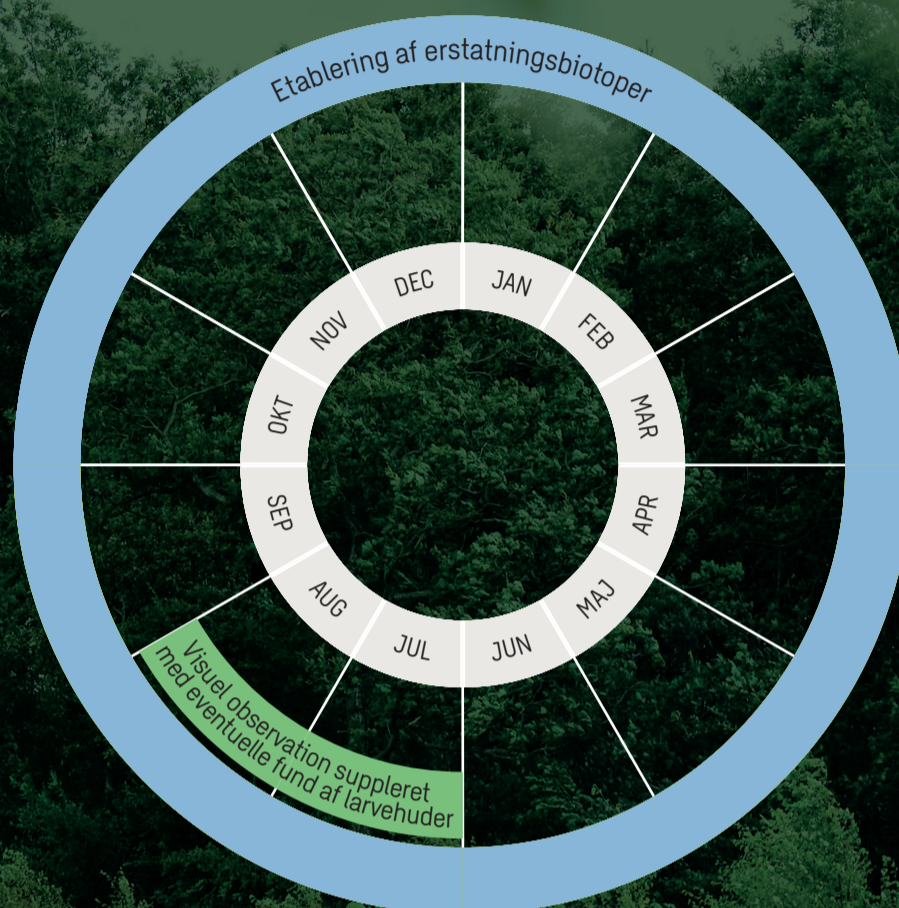 Etablering af erstatningsbiotoper
JAN
FEB
MAR
APR
MAJ
JUN
JUL
AUG
SEP
OKT
NOV
DEC
Visuel observation suppleret
med eventuelle fund af larvehuder